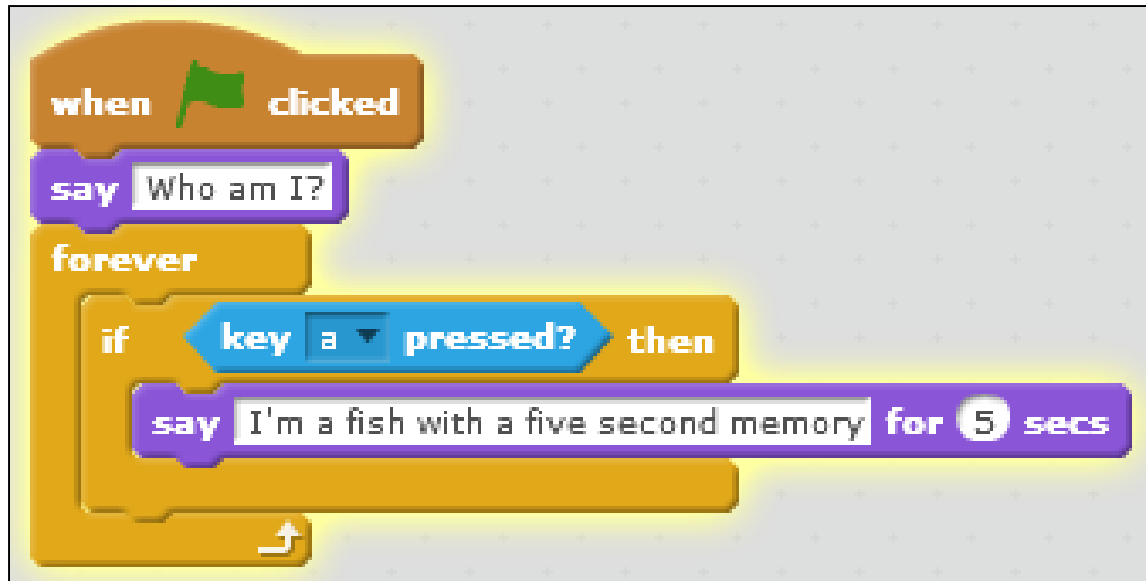 when clicked
say Who am I?
forever
if key a pressed? then
say I'm a fish with a five second memory for 5 secs